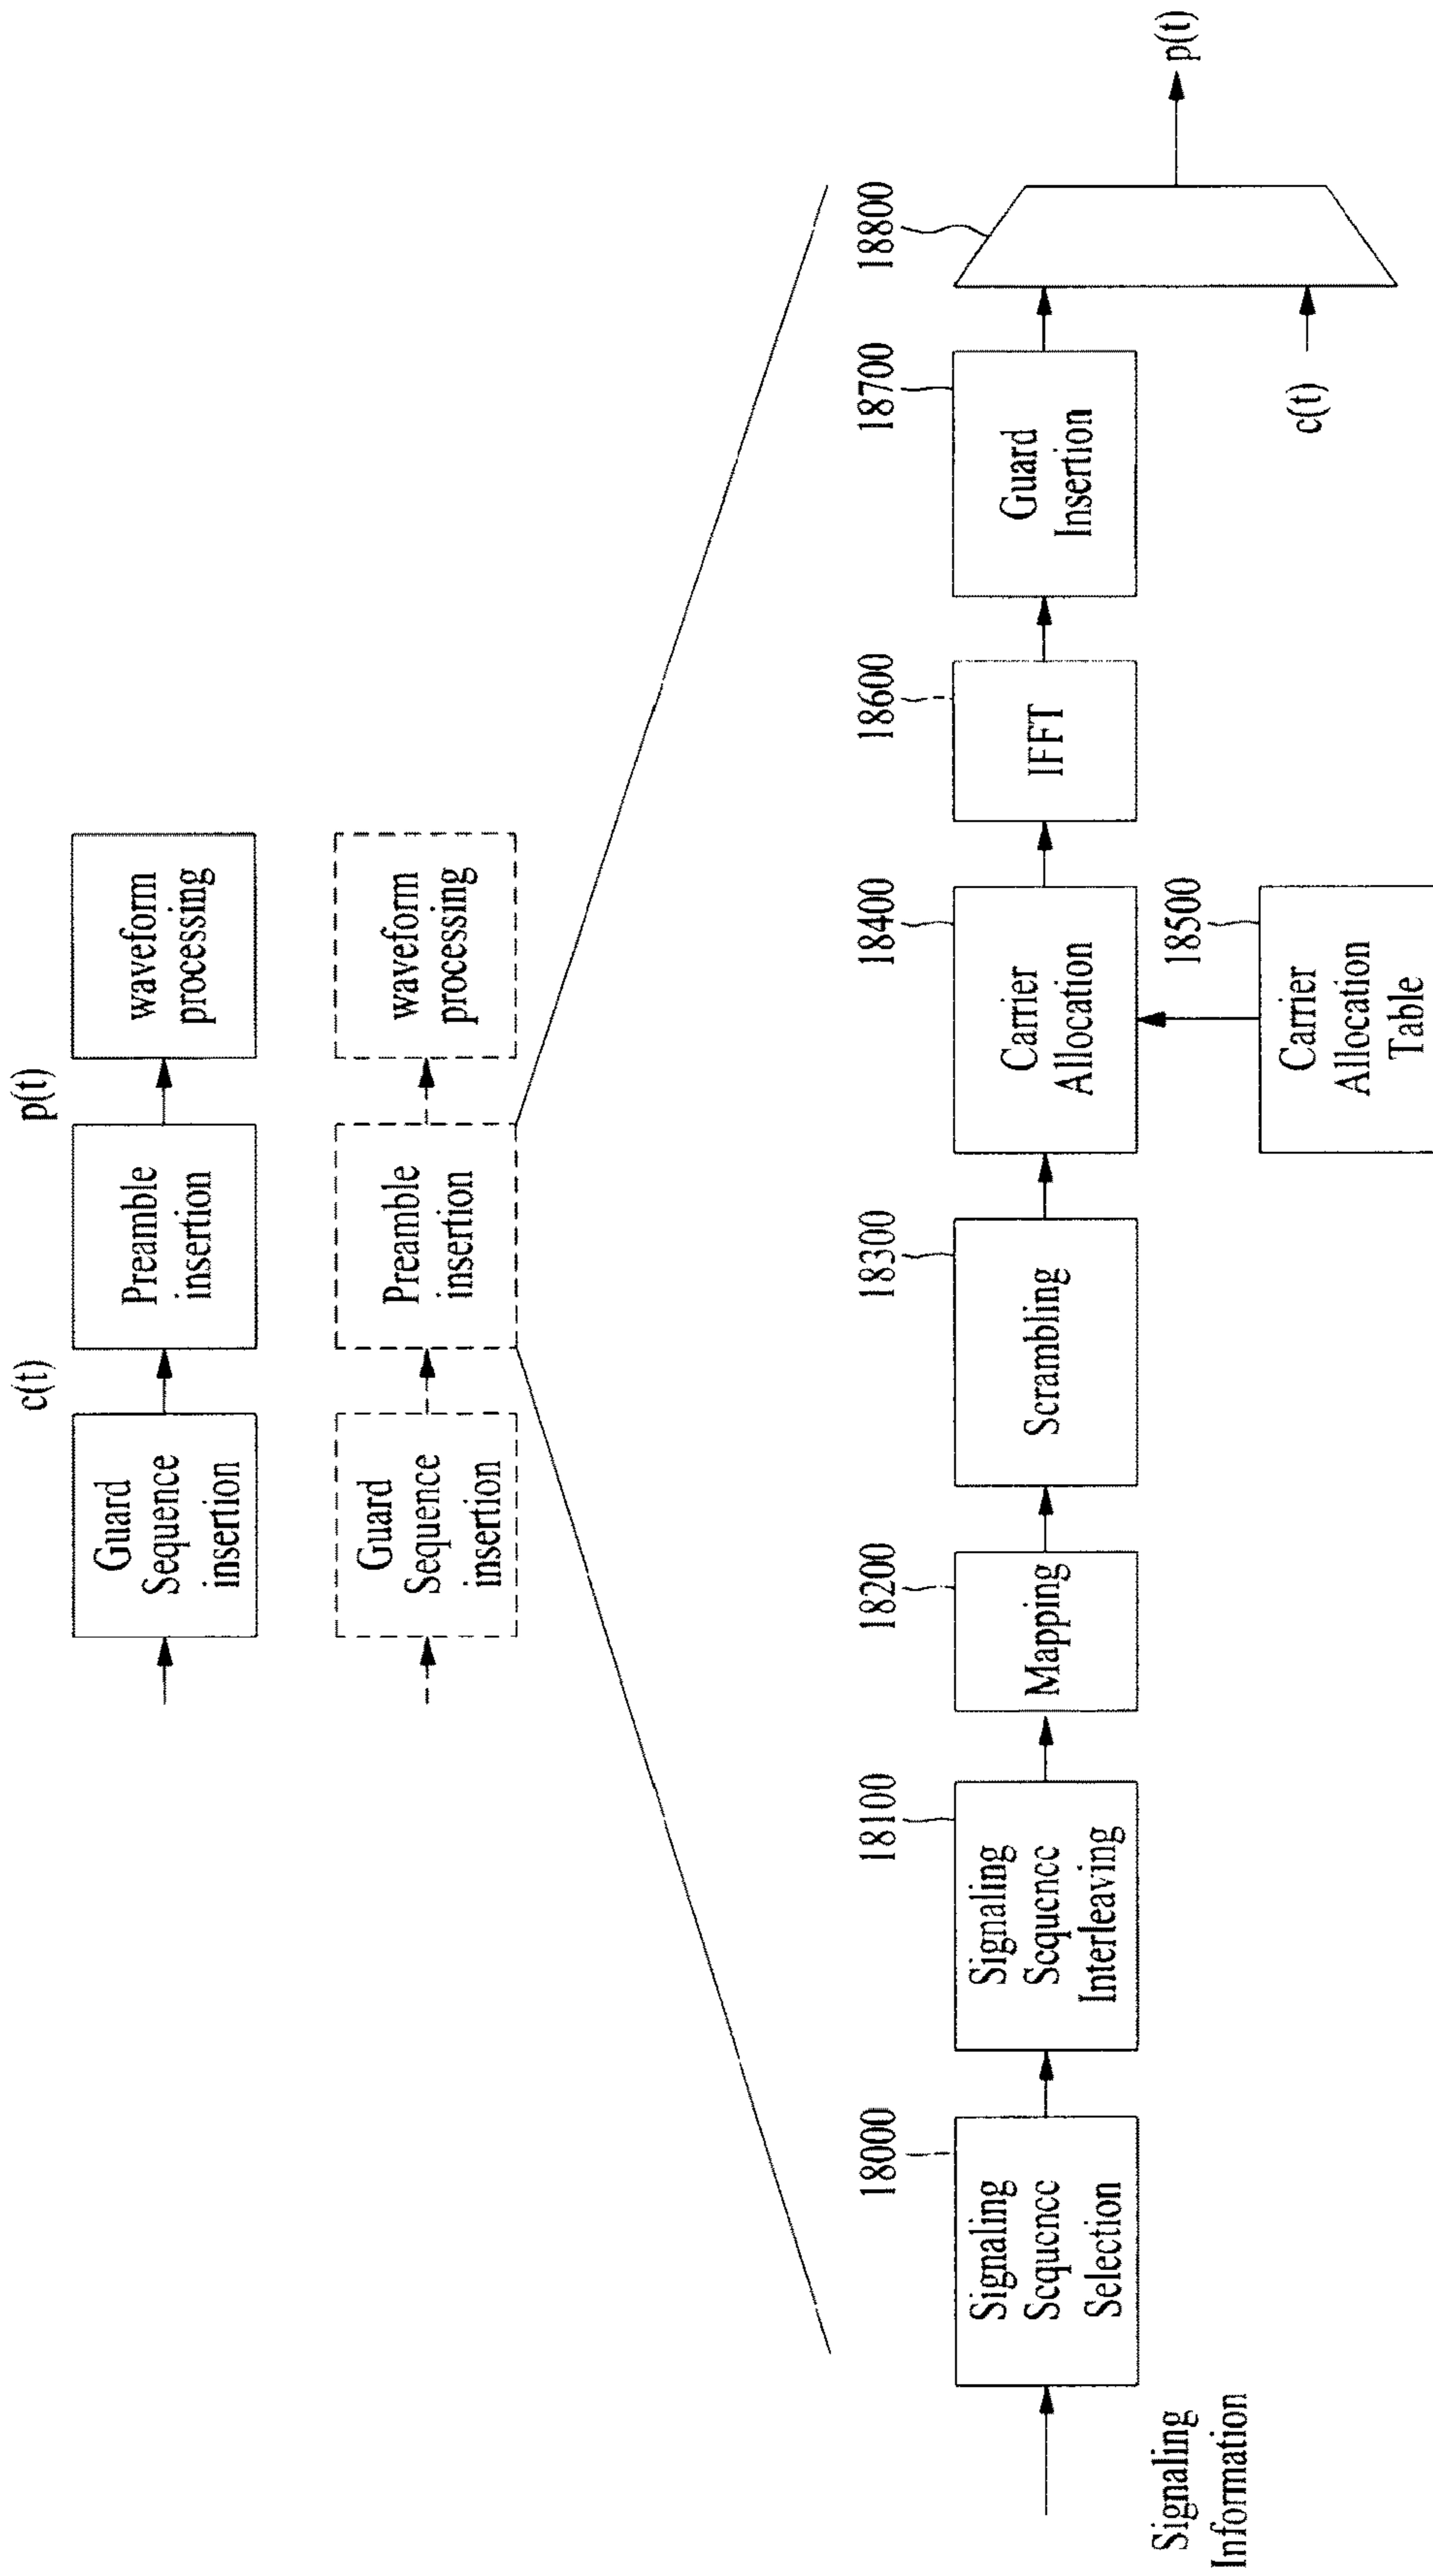 c(t)
p(t)
Guard
Sequence
insertion
Preamble
insertion
waveform
processing
Guard
Sequence
insertion
Preamble
insertion
waveform
processing
18000
18100
18200
18300
18400
18600
18700
18800
Signaling
Information
Signaling
Sequence
Selection
Signaling
Sequence
Interleaving
Mapping
Scrambling
Carrier
Allocation
IFFT
Guard
Insertion
p(t)
c(t)
18500
Carrier
Allocation
Table